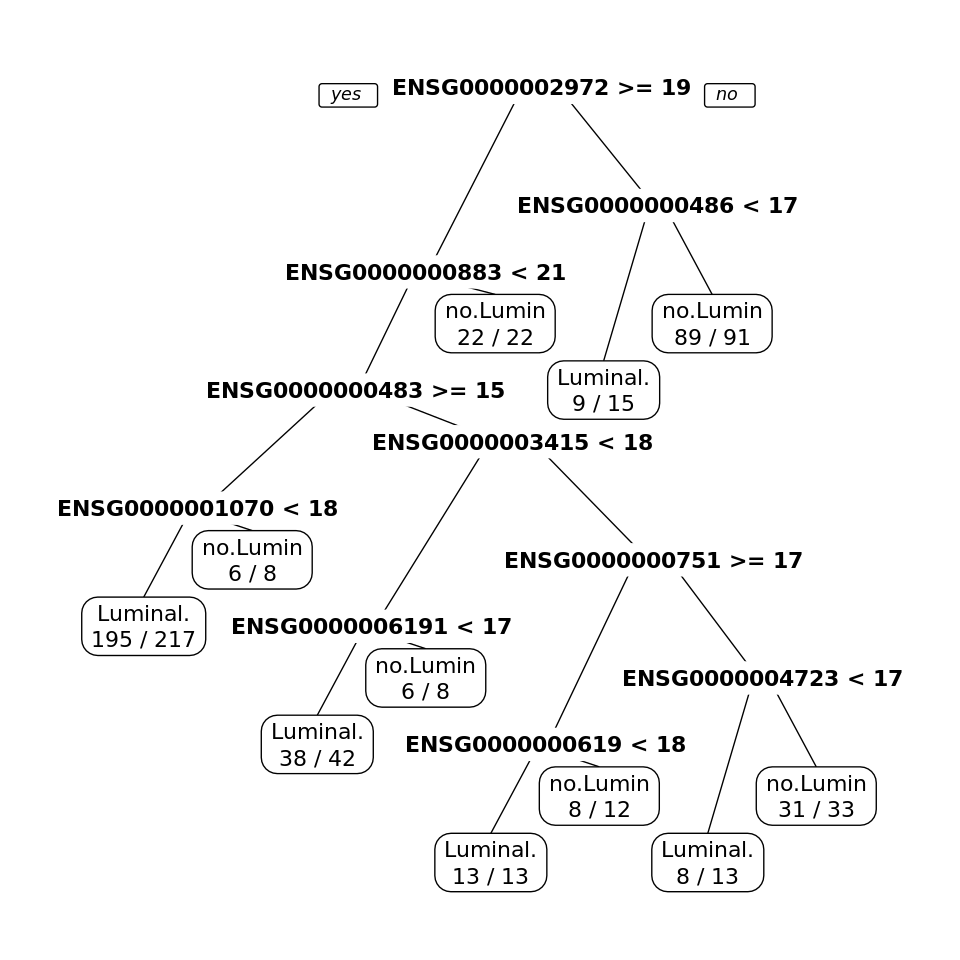 yes
ENSG0000002972 >= 19
no
ENSG0000000486 < 17
ENSG0000000883 < 21
no.Lumin
22 / 22
no.Lumin
89 / 91
Luminal.
9 / 15
ENSG0000000483 >= 15
ENSG0000003415 < 18
ENSG0000001070 < 18
no.Lumin
6 / 8
ENSG0000000751 >= 17
Luminal.
195 / 217
ENSG0000006191 < 17
no.Lumin
6 / 8
ENSG0000004723 < 17
Luminal.
38 / 42
ENSG0000000619 < 18
no.Lumin
8 / 12
no.Lumin
31 / 33
Luminal.
13 / 13
Luminal.
8 / 13